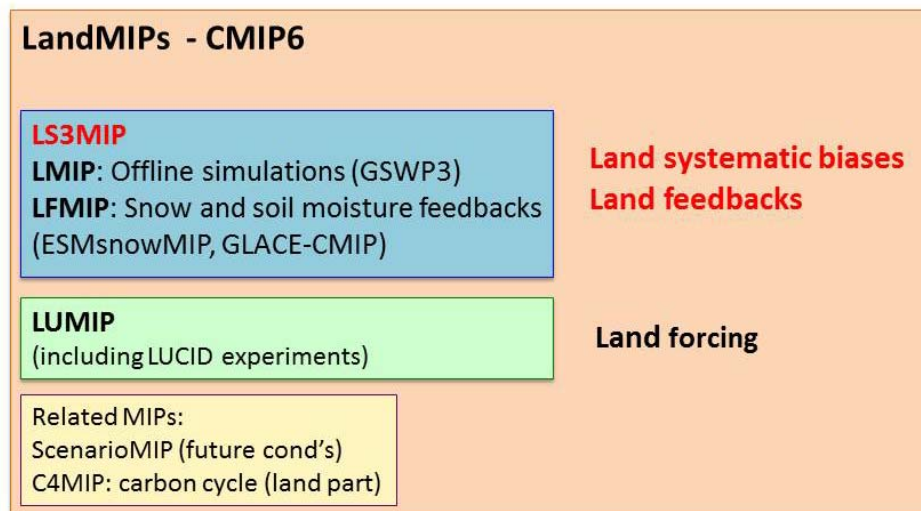 LandMIPs - CMIP6
LS3MIP
LMIP: Offline simulations (GSWP3)
LFMIP: Snow and soil moisture feedbacks
(ESMsnowMIP, GLACE-CMIP)
Land systematic biases
Land feedbacks
LUMIP
(including LUCID experiments)
Land forcing
Related MIPs:
ScenarioMIP (future cond's)
C4MIP: carbon cycle (land part)